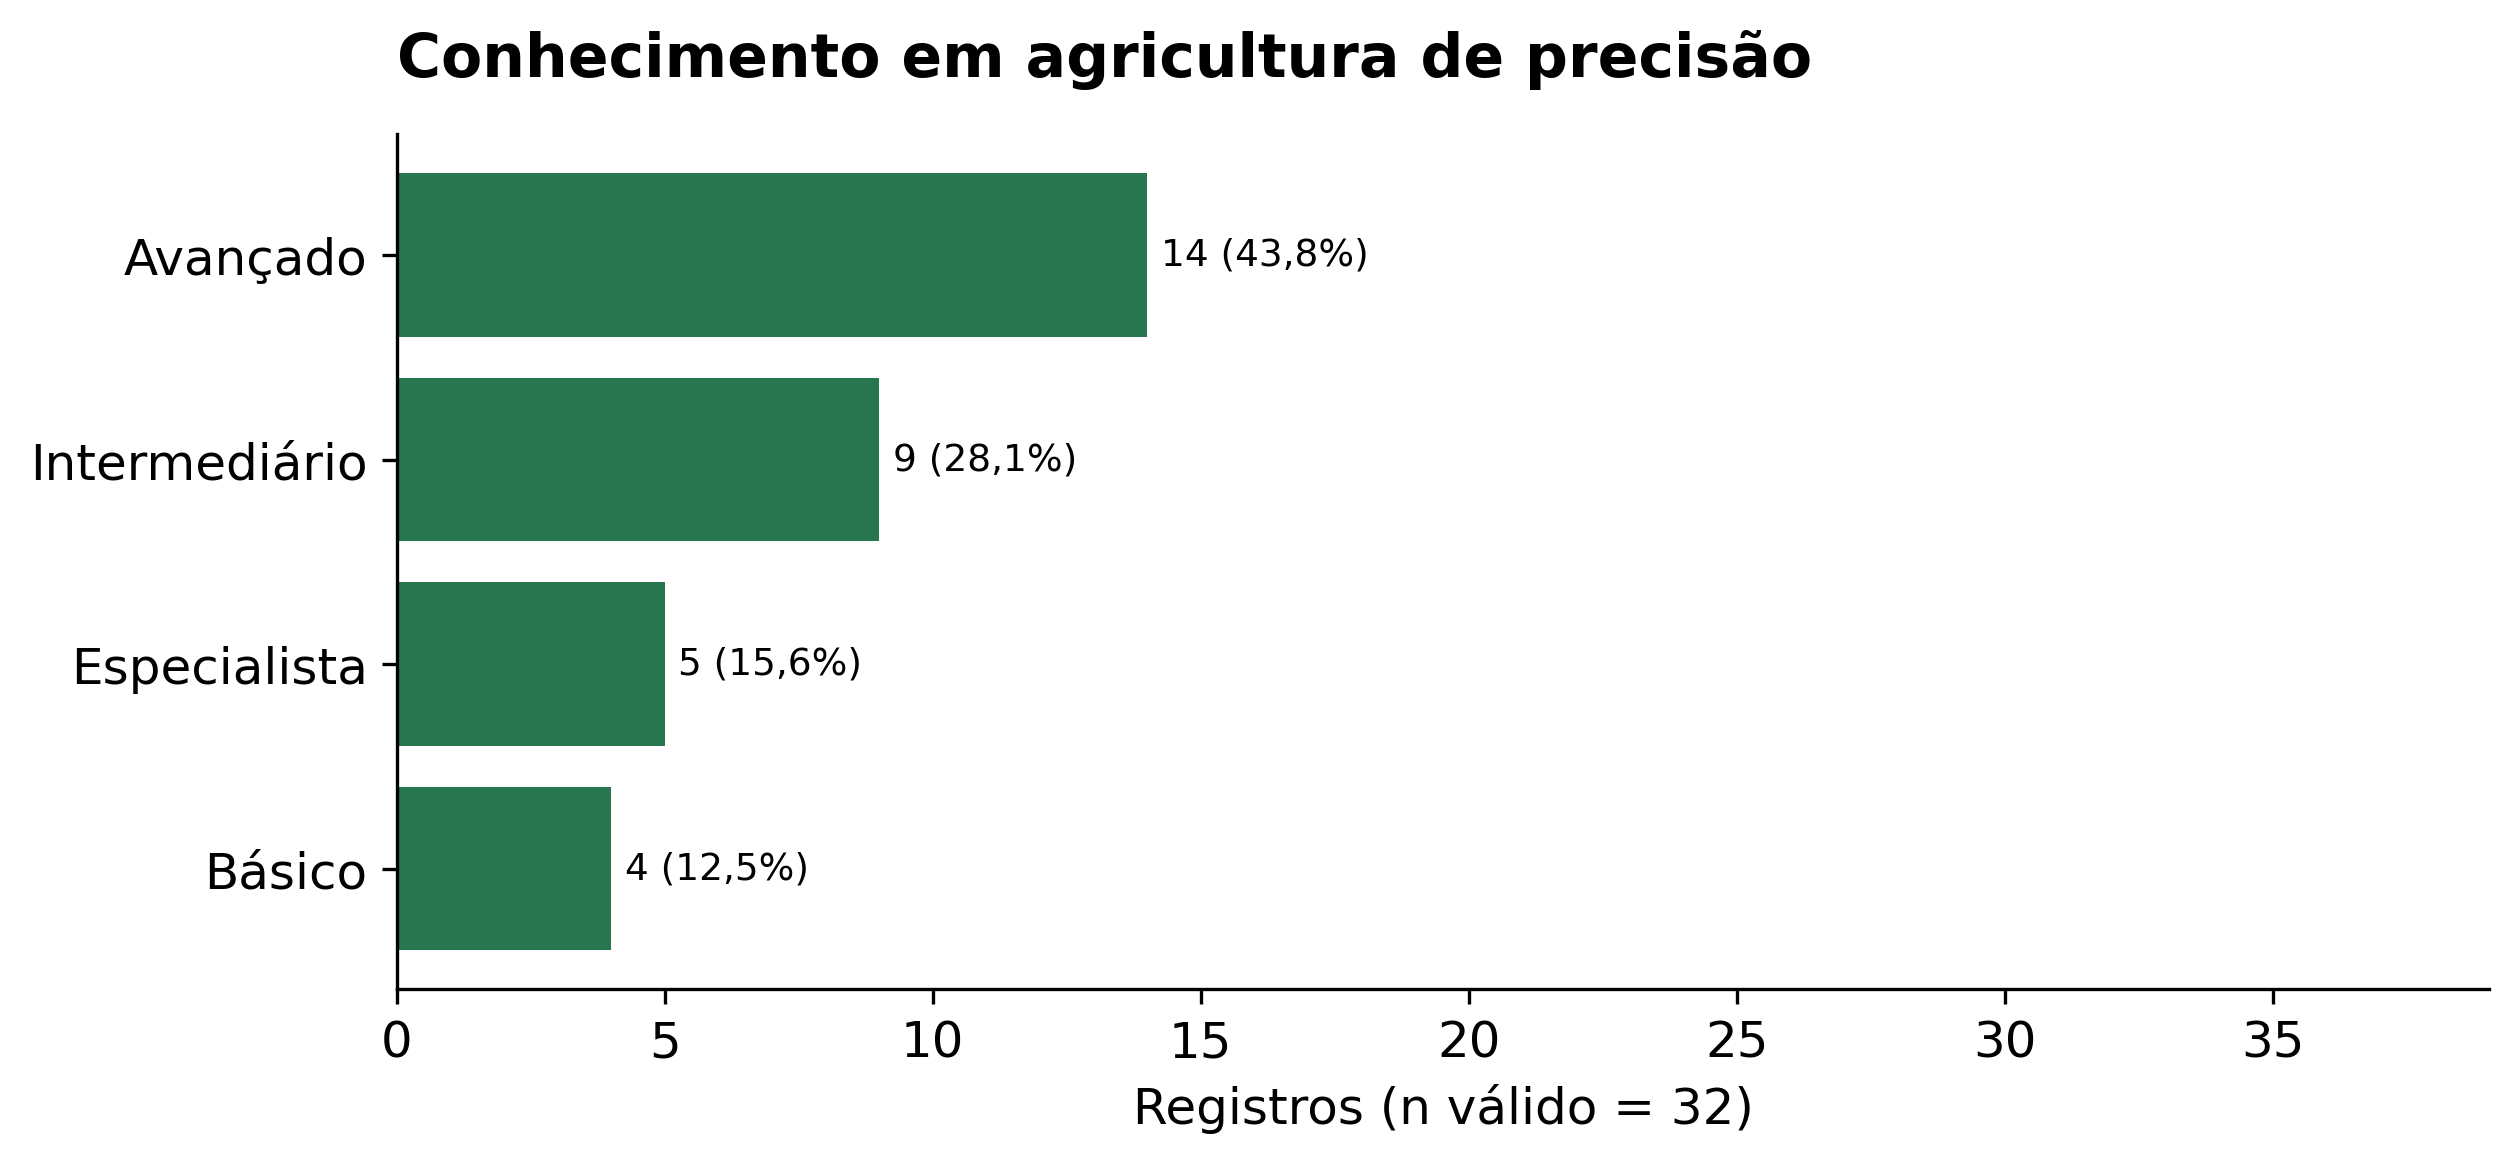 Conhecimento em agricultura de precisão
Avançado
14 (43,8%)
Intermediário
9 (28,1%)
Especialista
5 (15,6%)
Básico
4 (12,5%)
0 5 10 15 20 25 30 35
Registros (n válido = 32)